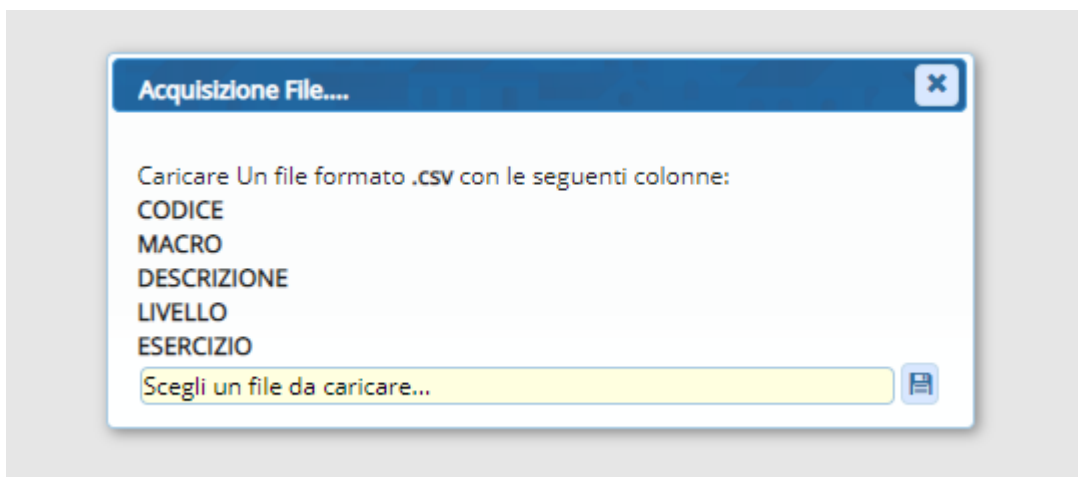 Acquisizione File....
Caricare Un file formato .csv con le seguenti colonne:
CODICE
MACRO
DESCRIZIONE
LIVELLO
ESERCIZIO
Scegli un file da caricare...